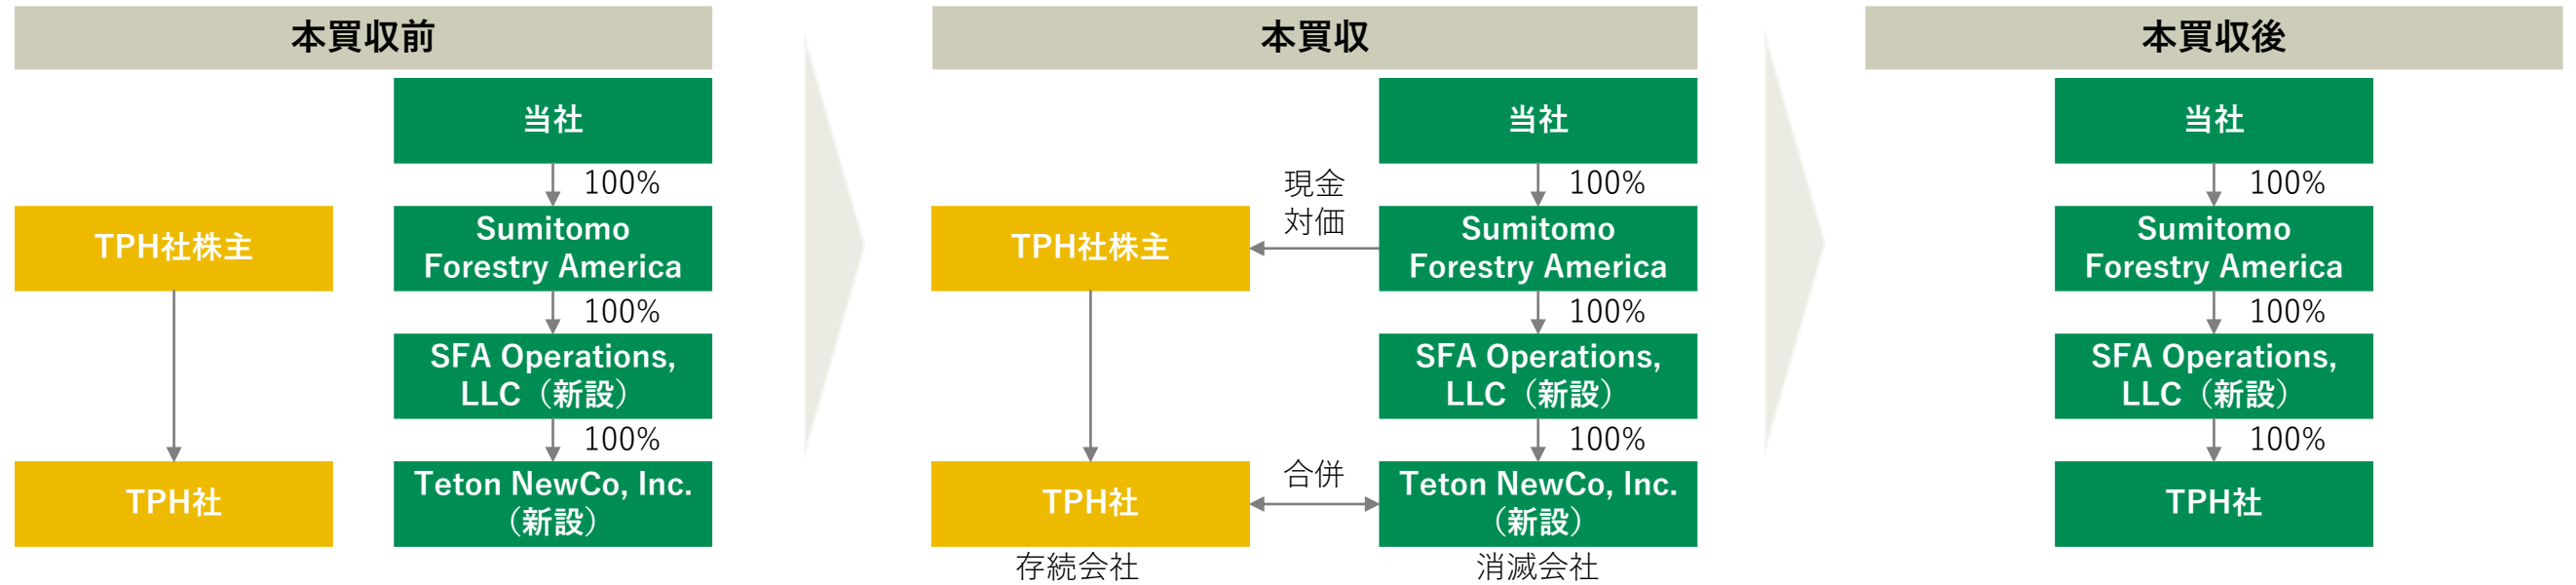 本買収前
当社
100%
TPH社株主
Sumitomo
Forestry America
100%
SFA Operations,
LLC（新設）
100%
TPH社
Teton NewCo, Inc.
（新設）
本買収
当社
100%
現金
対価
TPH社株主
Sumitomo
Forestry America
100%
SFA Operations,
LLC（新設）
100%
TPH社
合併
Teton NewCo, Inc.
（新設）
存続会社
消滅会社
本買収後
当社
100%
Sumitomo
Forestry America
100%
SFA Operations,
LLC（新設）
100%
TPH社